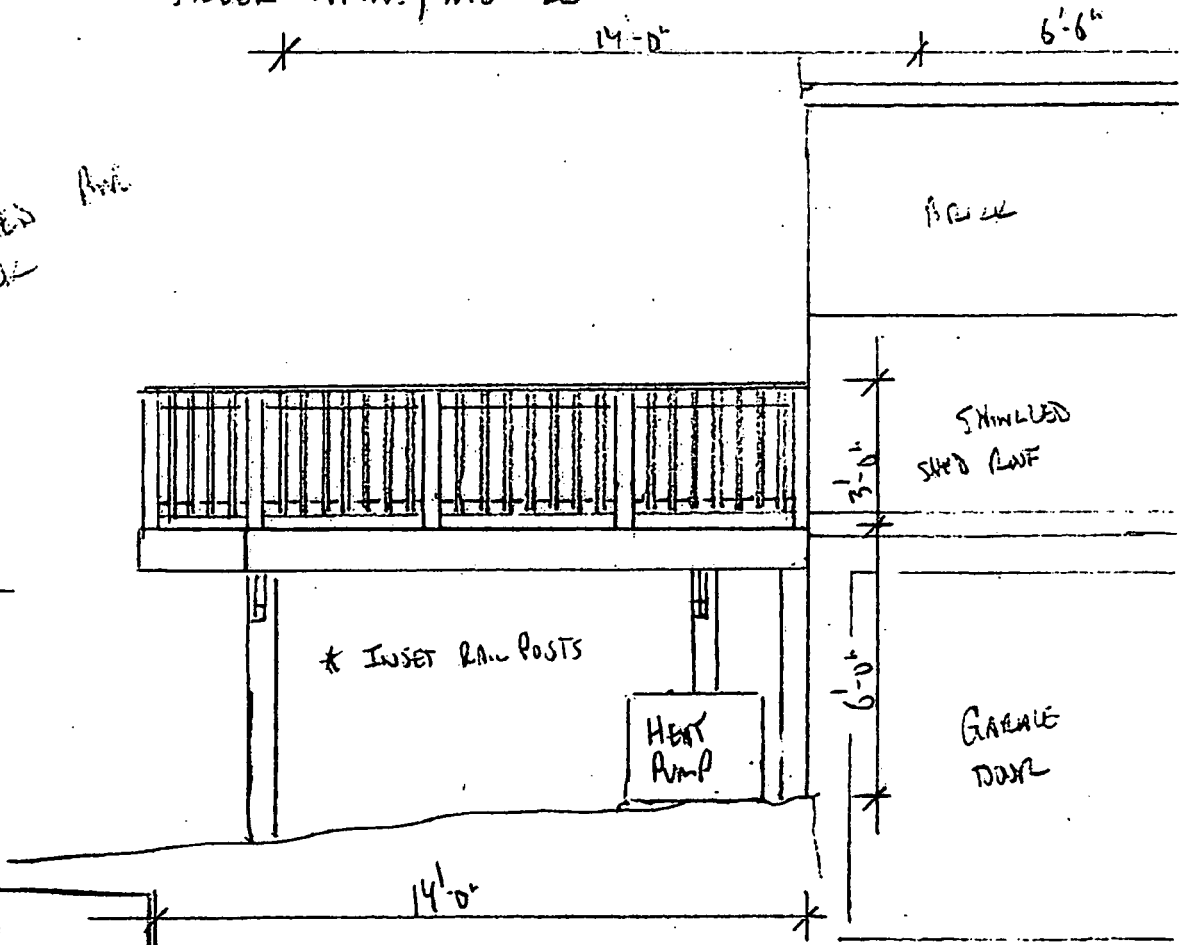 14'-0"
6'-6"
BRICK
SHINGLED
SHED ROOF
3'-0"
* INSET RAIL POSTS
6'-0"
HEAT
PUMP
GARAGE
DOOR
14'-0"